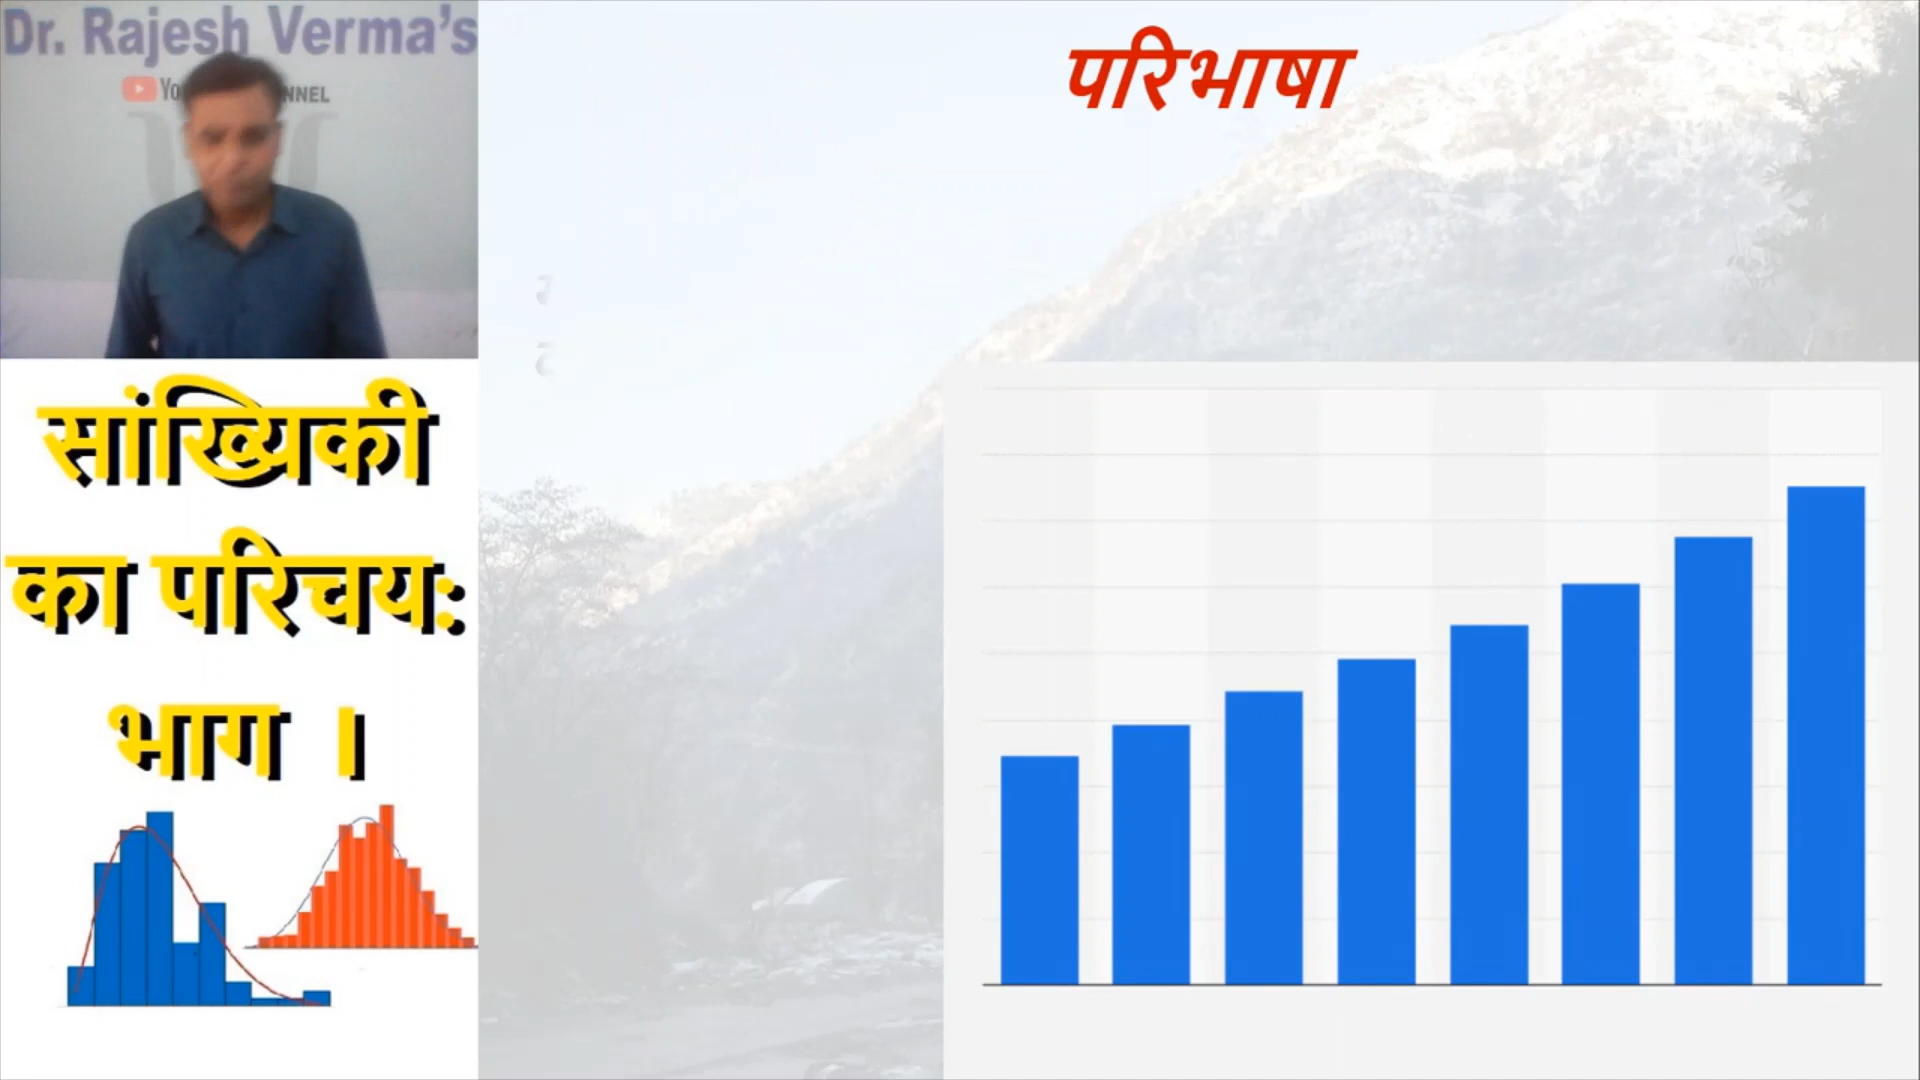 Dr. Rajesh Verma's
परिभाषा
सांख्यिकी
का परिचय:
भाग ।